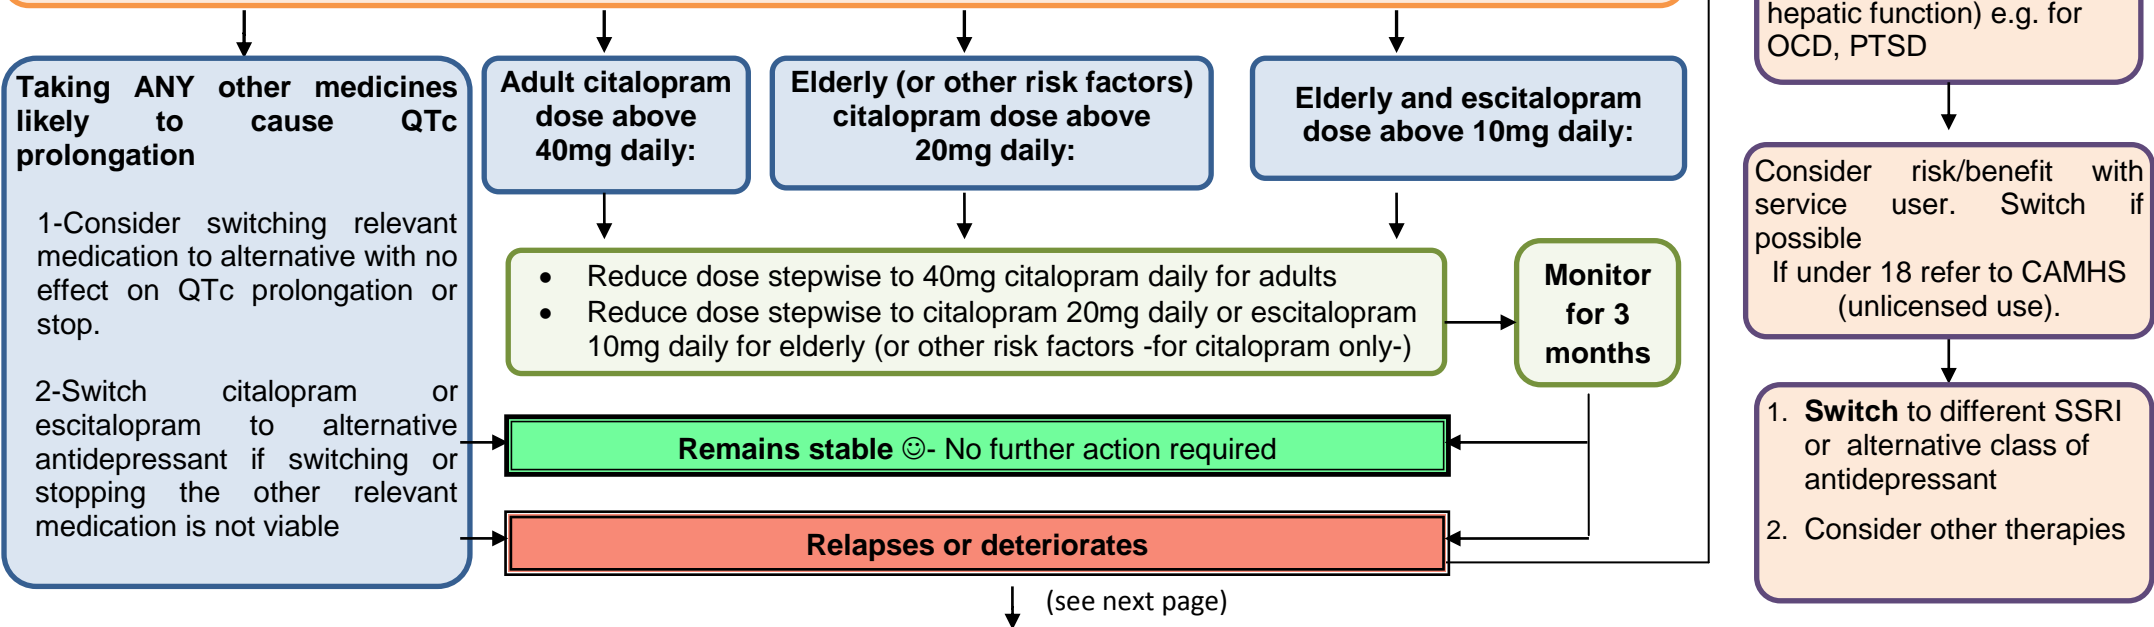 hepatic function) e.g. for
OCD, PTSD
Taking ANY other medicines
likely to cause QTc
prolongation
1-Consider switching relevant
medication to alternative with no
effect on QTc prolongation or
stop.
2-Switch citalopram or
escitalopram to alternative
antidepressant if switching or
stopping the other relevant
medication is not viable
Adult citalopram
dose above
40mg daily:
Elderly (or other risk factors)
citalopram dose above
20mg daily:
Elderly and escitalopram
dose above 10mg daily:
• Reduce dose stepwise to 40mg citalopram daily for adults
• Reduce dose stepwise to citalopram 20mg daily or escitalopram
10mg daily for elderly (or other risk factors -for citalopram only-)
Monitor
for 3
months
Remains stable ☺- No further action required
Relapses or deteriorates
(see next page)
Consider risk/benefit with
service user. Switch if
possible
If under 18 refer to CAMHS
(unlicensed use).
1. Switch to different SSRI
or alternative class of
antidepressant
2. Consider other therapies